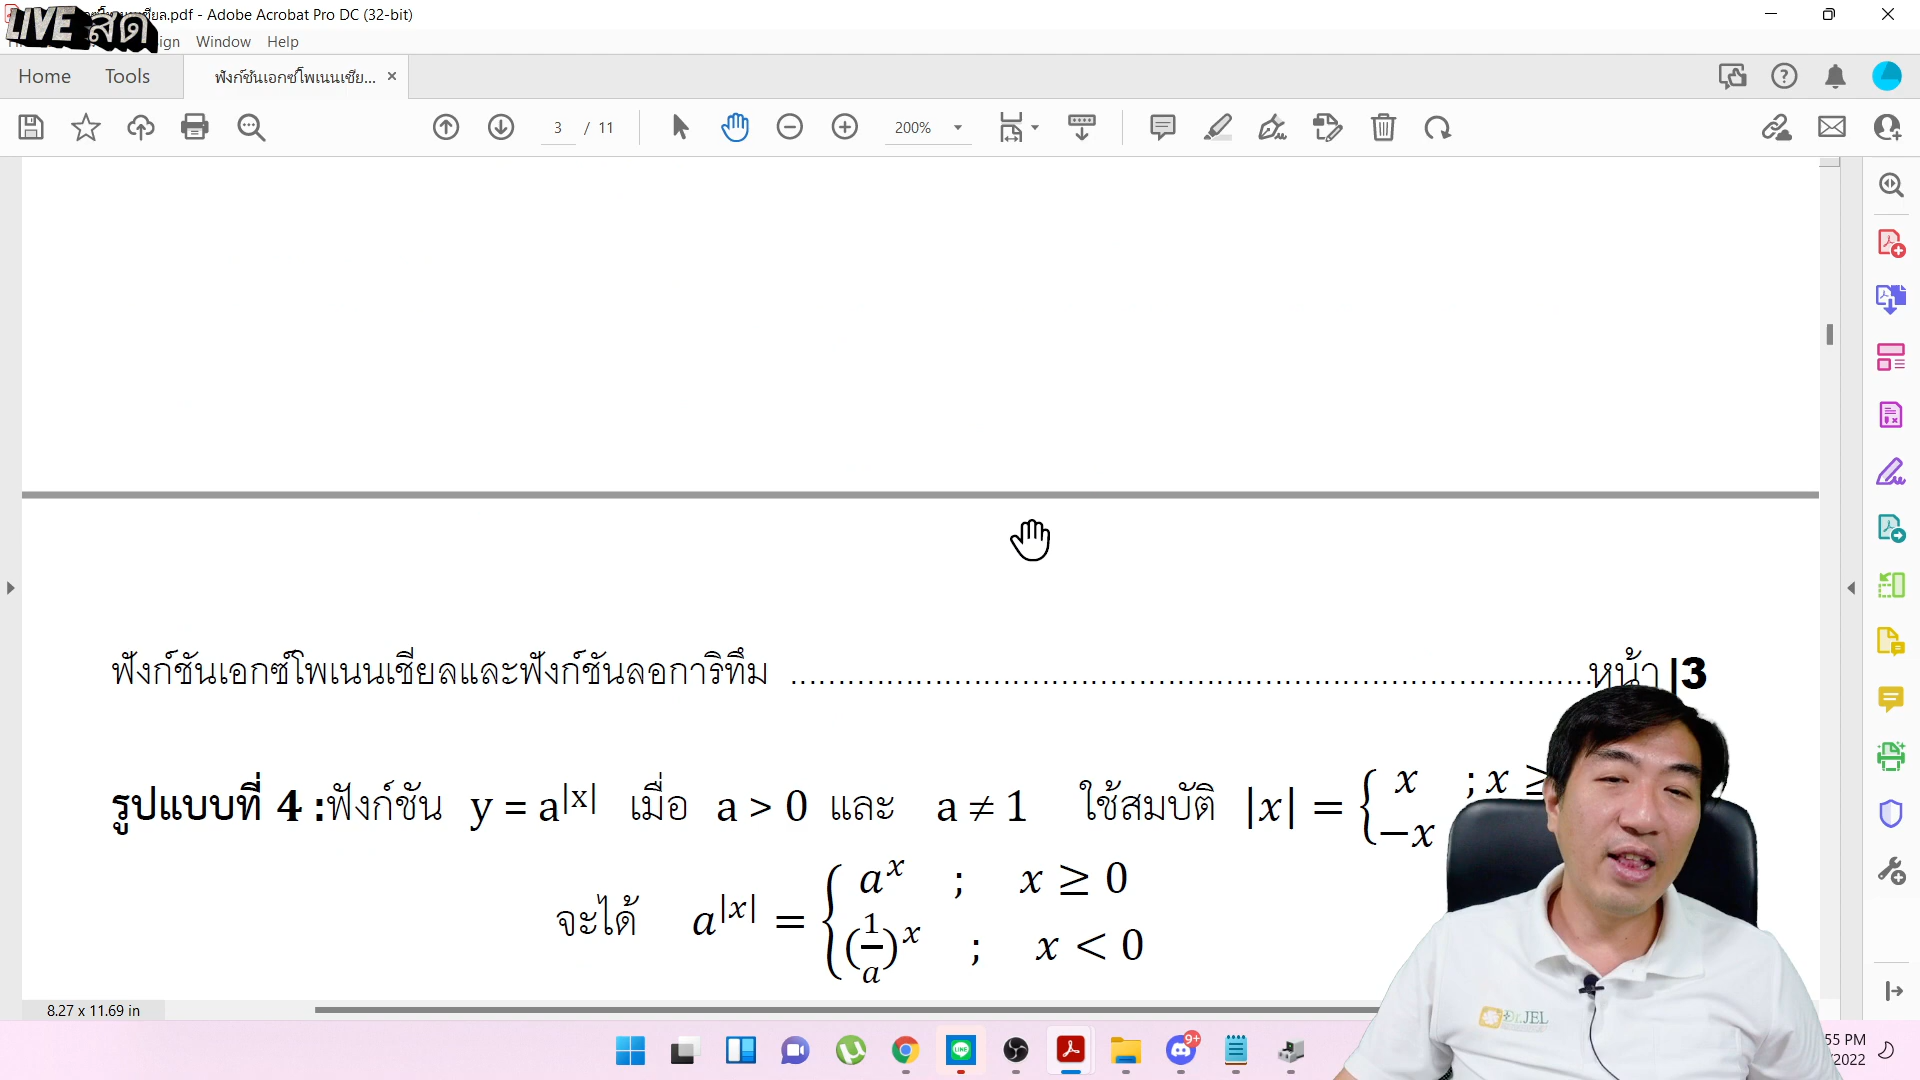 LIVE สด
.pdf - Adobe Acrobat Pro DC (32-bit)
Window Help
Home Tools ฟังก์ชันเอกซ์โพเนนเชีย... ×
3 / 11 200%
ฟังก์ชันเอกซ์โพเนนเชียลและฟังก์ชันลอการิทึม ................................................................................หน้า |3
รูปแบบที่ 4 :ฟังก์ชัน y = a^|x| เมื่อ a > 0 และ a ≠ 1 ใช้สมบัติ |x| = { x ; x ≥
−x
จะได้ a^|x| = { a^x ; x ≥ 0
(1/a)^x ; x < 0
8.27 x 11.69 in
Dr.JEL
LINE
9+
55 PM
/2022